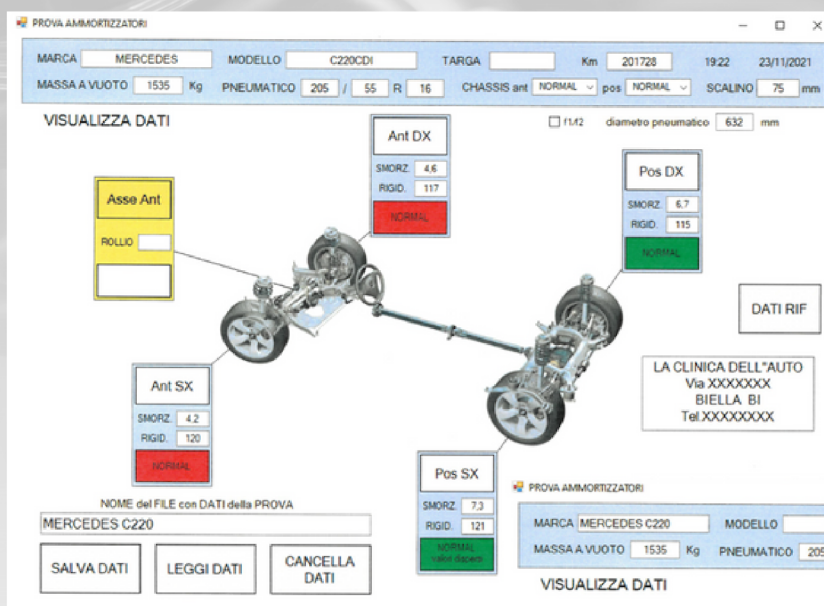 PROVA AMMORTIZZATORI
MARCA MERCEDES MODELLO C220CDI TARGA Km 201728 19:22 23/11/2021
MASSA A VUOTO 1535 Kg PNEUMATICO 205 / 55 R 16 CHASSIS ant NORMAL pos NORMAL SCALINO 75 mm
VISUALIZZA DATI
f1/f2 diametro pneumatico 632 mm
Ant DX
SMORZ. 4,6
RIGID. 117
NORMAL
Pos DX
SMORZ. 6,7
RIGID. 115
NORMAL
Asse Ant
ROLLIO
DATI RIF
LA CLINICA DELL"AUTO
Via XXXXXXX
BIELLA BI
Tel.XXXXXXXX
Ant SX
SMORZ. 4,2
RIGID. 120
NORMAL
Pos SX
SMORZ. 7,3
RIGID. 121
NORMAL
valori
NOME del FILE con DATI della PROVA
MERCEDES C220
SALVA DATI
LEGGI DATI
CANCELLA
DATI
PROVA AMMORTIZZATORI
MARCA MERCEDES C220 MODELLO
MASSA A VUOTO 1535 Kg PNEUMATICO 205
VISUALIZZA DATI